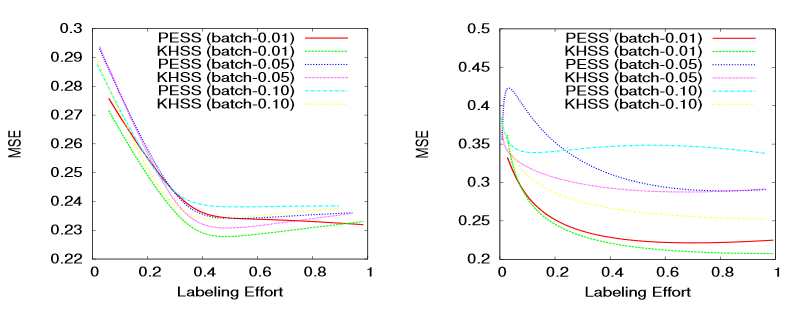 0.3
0.29
0.28
0.27
0.26
0.25
0.24
0.23
0.22
MSE
PESS (batch-0.01)
KHSS (batch-0.01)
PESS (batch-0.05)
KHSS (batch-0.05)
PESS (batch-0.10)
KHSS (batch-0.10)
0 0.2 0.4 0.6 0.8 1
Labeling Effort
0.5
0.45
0.4
0.35
0.3
0.25
0.2
MSE
PESS (batch-0.01)
KHSS (batch-0.01)
PESS (batch-0.05)
KHSS (batch-0.05)
PESS (batch-0.10)
KHSS (batch-0.10)
0 0.2 0.4 0.6 0.8 1
Labeling Effort